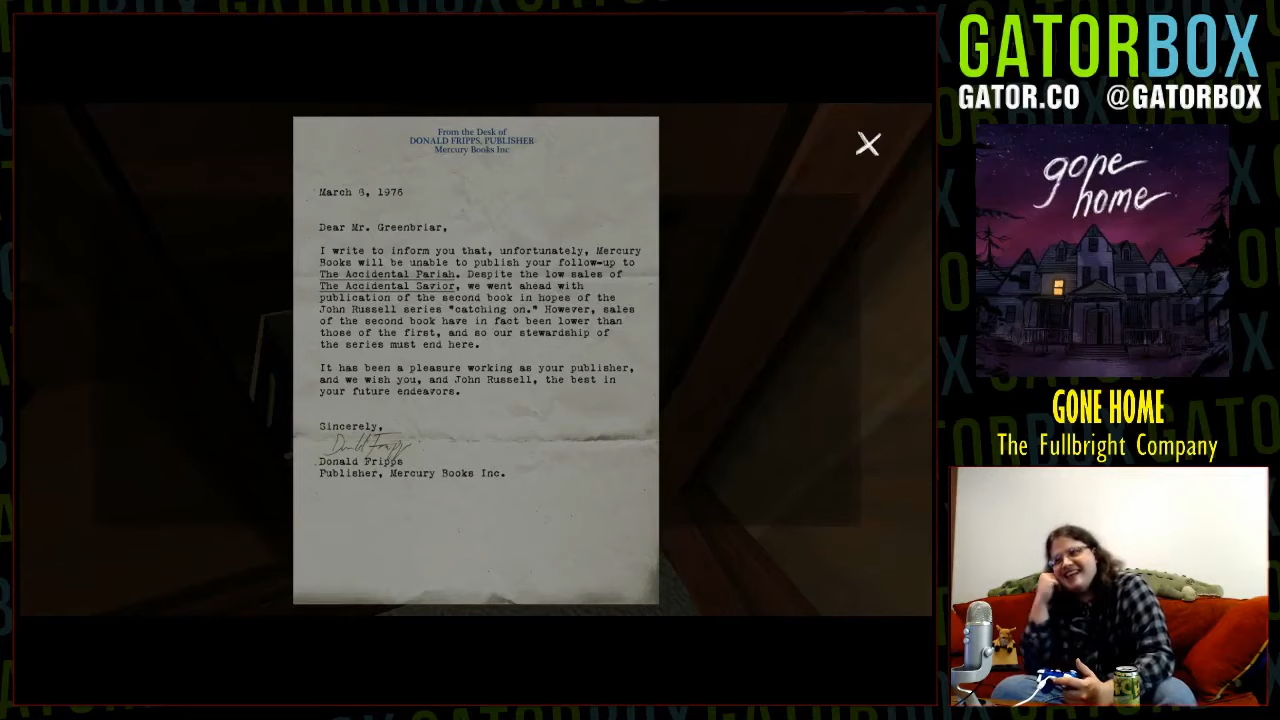 From the Desk of
DONALD FRIPPS, PUBLISHER
Mercury Books Inc
March 8, 1976
Dear Mr. Greenbriar,
I write to inform you that, unfortunately, Mercury
Books will be unable to publish your follow-up to
The Accidental Pariah. Despite the low sales of
The Accidental Savior, we went ahead with
publication of the second book in hopes of the
John Russell series "catching on." However, sales
of the second book have in fact been lower than
those of the first, and so our stewardship of
the series must end here.
It has been a pleasure working as your publisher,
and we wish you, and John Russell, the best in
your future endeavors.
Sincerely,
Donald Fripps
Donald Fripps
Publisher, Mercury Books Inc.
GATORBOX
GATOR.CO @GATORBOX
gone
home
GONE HOME
The Fullbright Company